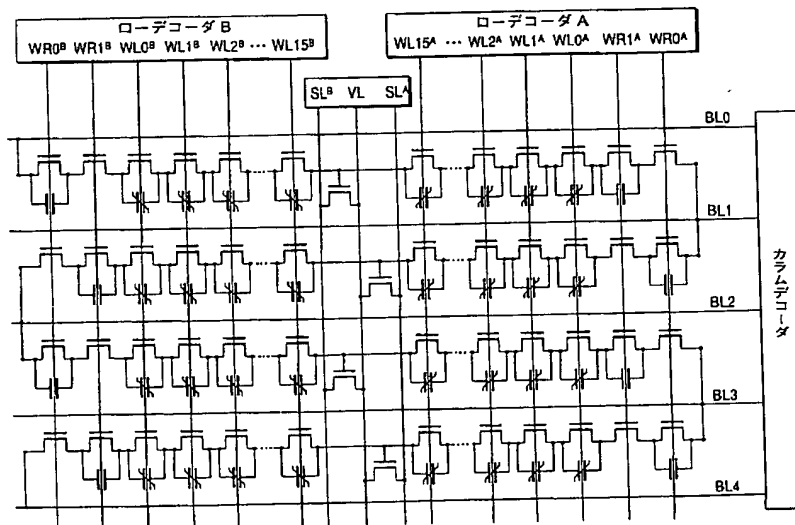 ローデコーダ B
WR0ᴮ WR1ᴮ WL0ᴮ WL1ᴮ WL2ᴮ … WL15ᴮ
ローデコーダ A
WL15ᴬ … WL2ᴬ WL1ᴬ WL0ᴬ WR1ᴬ WR0ᴬ
SLᴮ VL SLᴬ
BL0
BL1
BL2
BL3
BL4
カラムデコーダ